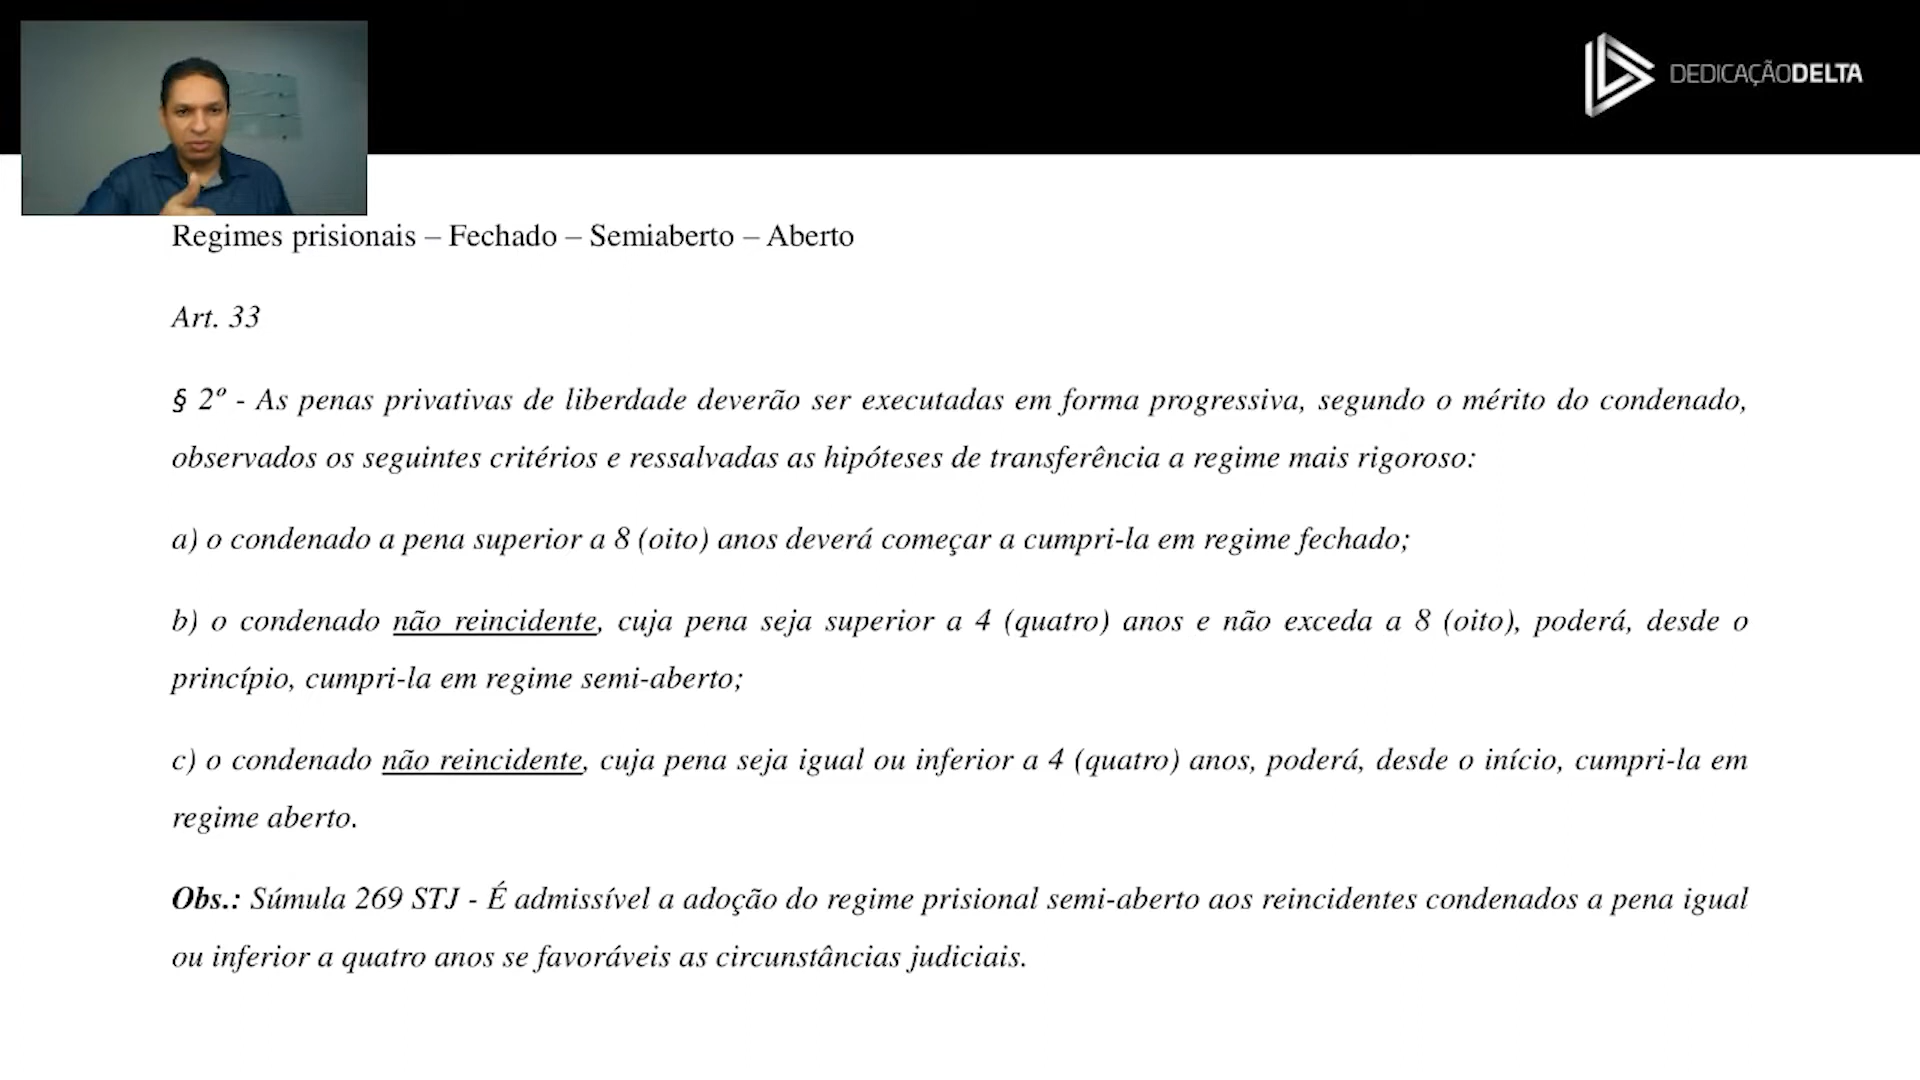 DEDICAÇÃODELTA
Regimes prisionais – Fechado – Semiaberto – Aberto
Art. 33
§ 2º - As penas privativas de liberdade deverão ser executadas em forma progressiva, segundo o mérito do condenado,
observados os seguintes critérios e ressalvadas as hipóteses de transferência a regime mais rigoroso:
a) o condenado a pena superior a 8 (oito) anos deverá começar a cumpri-la em regime fechado;
b) o condenado não reincidente, cuja pena seja superior a 4 (quatro) anos e não exceda a 8 (oito), poderá, desde o
princípio, cumpri-la em regime semi-aberto;
c) o condenado não reincidente, cuja pena seja igual ou inferior a 4 (quatro) anos, poderá, desde o início, cumpri-la em
regime aberto.
Obs.: Súmula 269 STJ - É admissível a adoção do regime prisional semi-aberto aos reincidentes condenados a pena igual
ou inferior a quatro anos se favoráveis as circunstâncias judiciais.